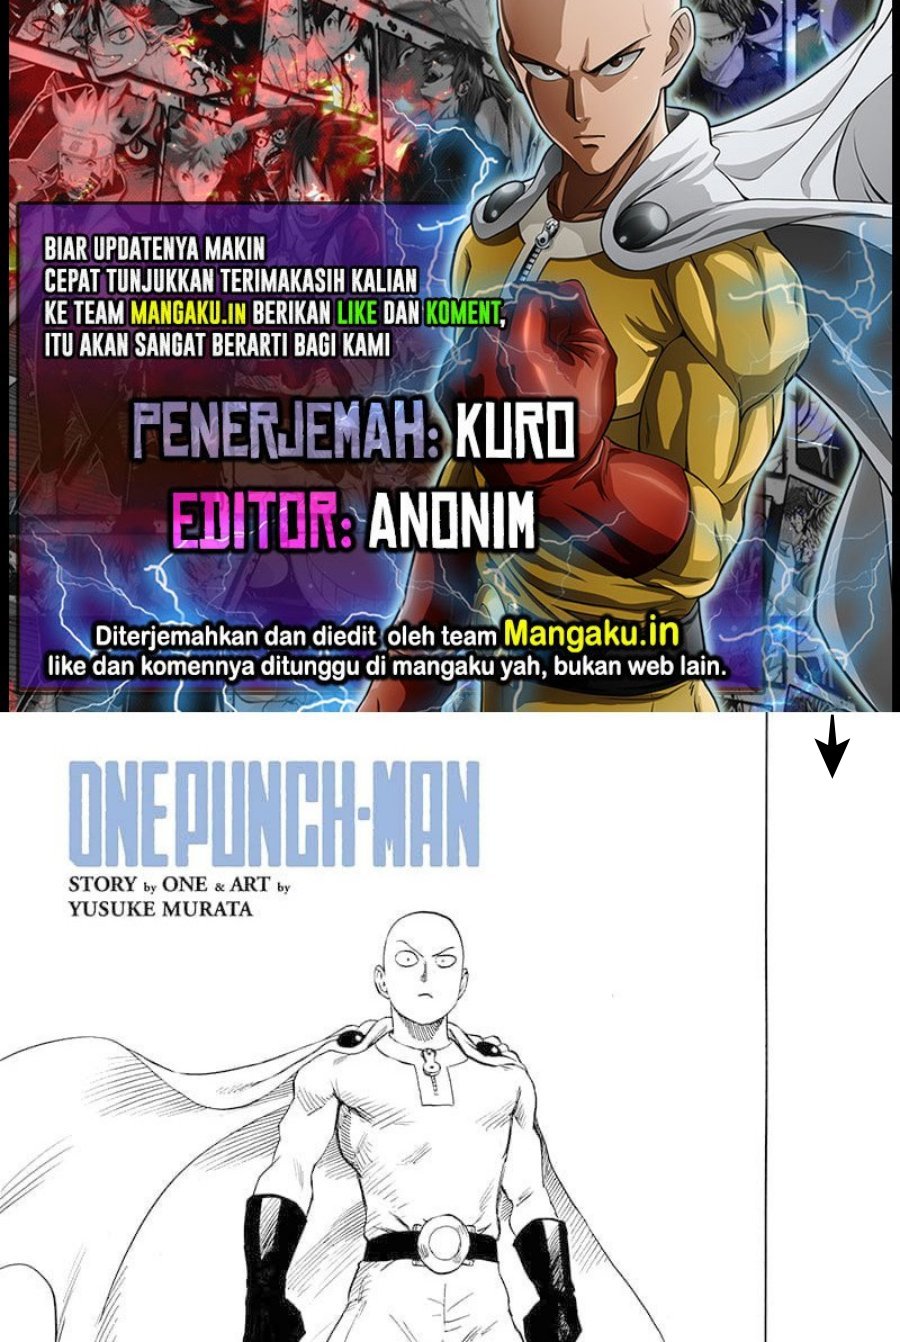 BIAR UPDATENYA MAKIN
CEPAT TUNJUKKAN TERIMAKASIH KALIAN
KE TEAM MANGAKU.IN BERIKAN LIKE DAN KOMENT,
ITU AKAN SANGAT BERARTI BAGI KAMI
PENERJEMAH: KURO
EDITOR: ANONIM
Diterjemahkan dan diedit oleh team Mangaku.in
like dan komennya ditunggu di mangaku yah, bukan web lain.
ONE PUNCH-MAN
STORY by ONE & ART by
YUSUKE MURATA